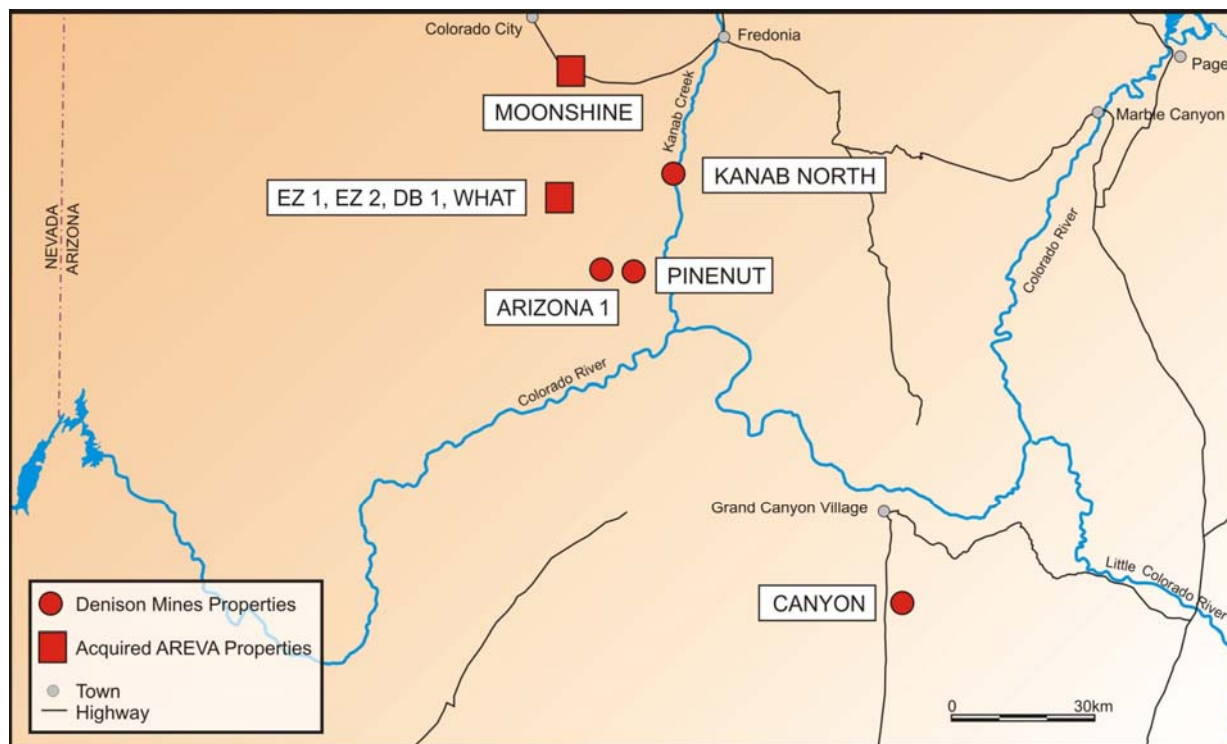 Colorado City
Fredonia
Page
MOONSHINE
Marble Canyon
Kanab Creek
KANAB NORTH
EZ 1, EZ 2, DB 1, WHAT
NEVADA
ARIZONA
Colorado River
PINENUT
ARIZONA 1
Colorado River
Grand Canyon Village
Little Colorado River
CANYON
Denison Mines Properties
Acquired AREVA Properties
Town
Highway
0 30km